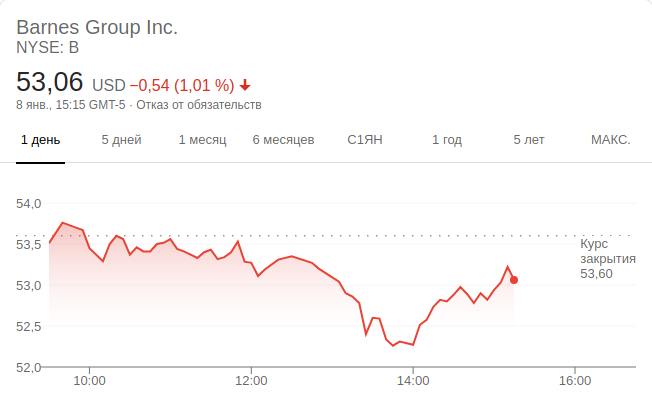 Barnes Group Inc.
NYSE: B
53,06 USD −0,54 (1,01 %)
8 янв., 15:15 GMT-5 · Отказ от обязательств
1 день 5 дней 1 месяц 6 месяцев С1ЯН 1 год 5 лет МАКС.
54,0
53,5
53,0
52,5
52,0
Курс
закрытия
53,60
10:00 12:00 14:00 16:00